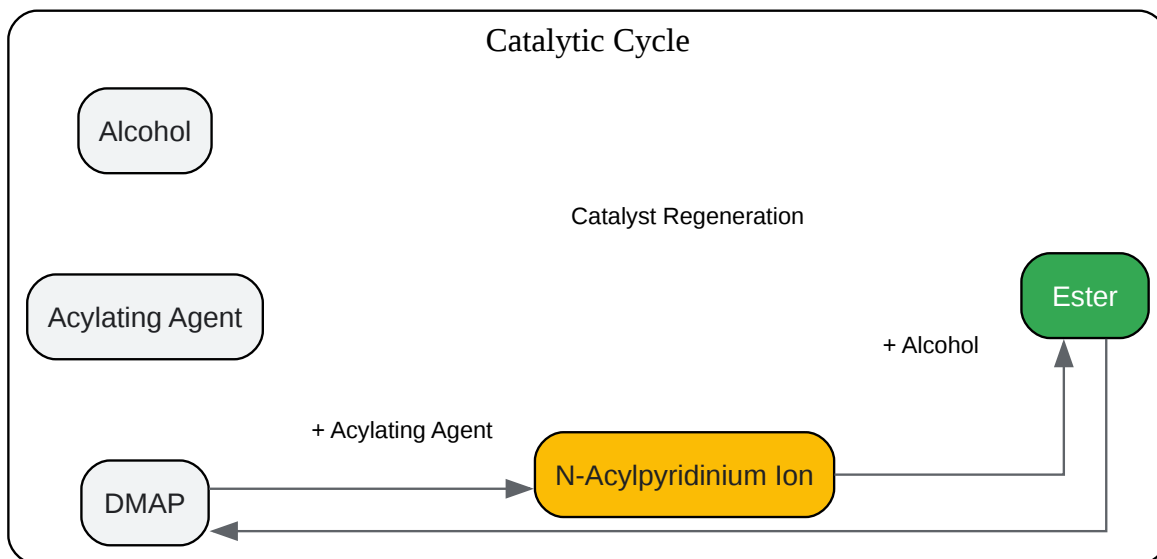 Catalytic Cycle
Alcohol
Catalyst Regeneration
Ester
Acylating Agent
+ Alcohol
+ Acylating Agent
N-Acylpyridinium Ion
DMAP